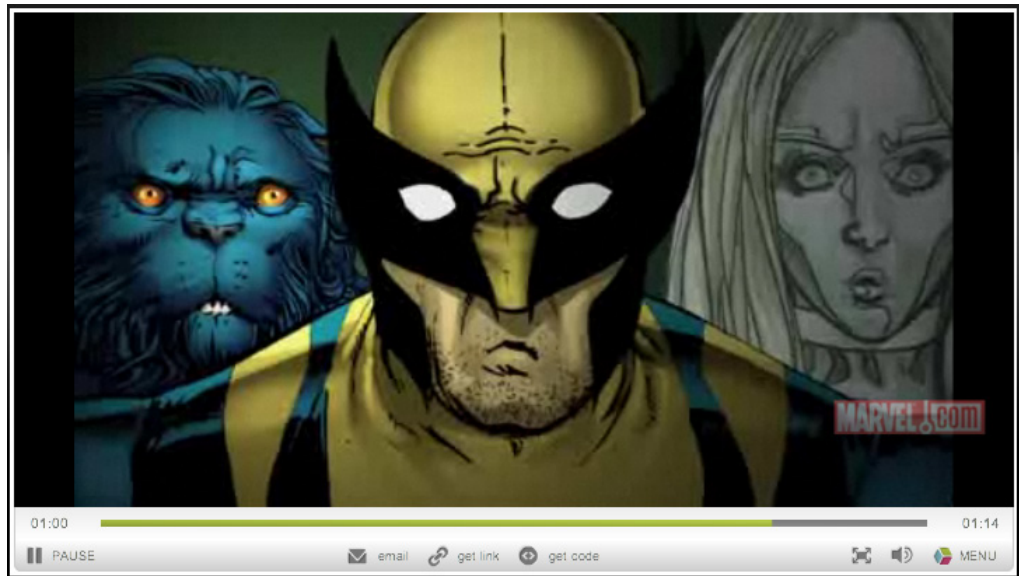 MARVEL.com
01:00
01:14
PAUSE
email
get link
get code
MENU